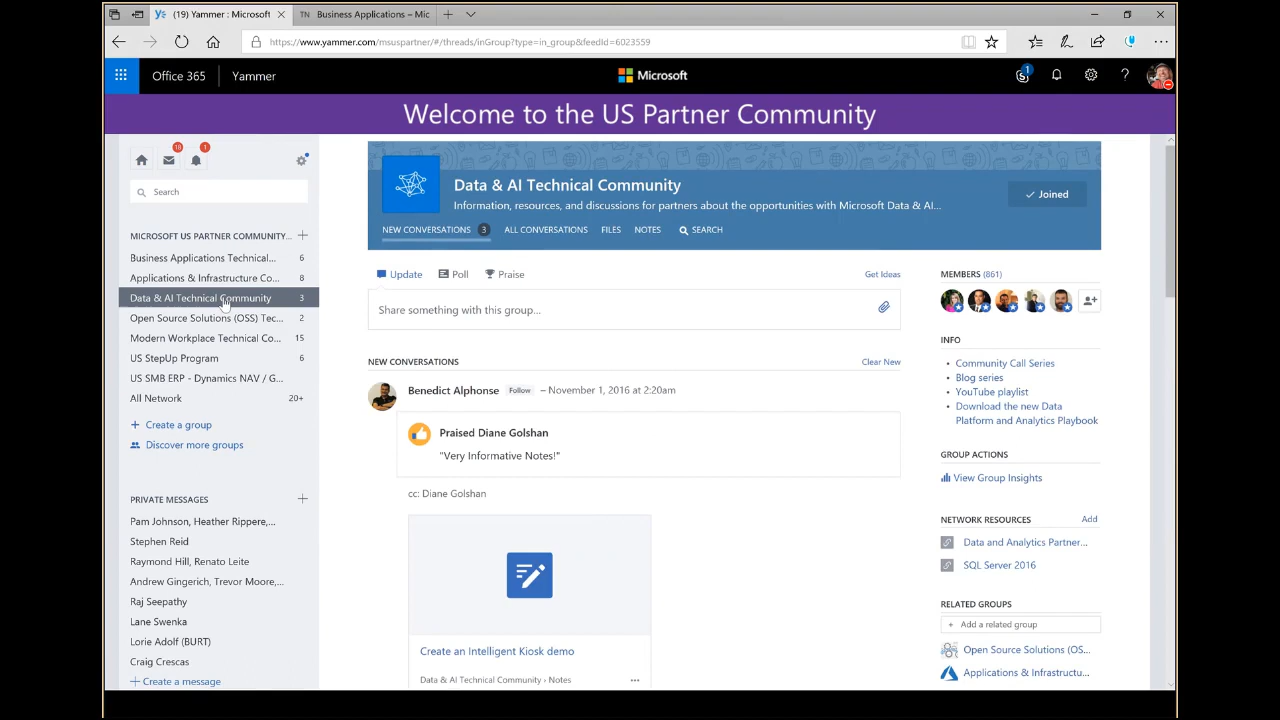 (19) Yammer : Microsoft
TN Business Applications – Mic
https://www.yammer.com/msuspartner/#/threads/inGroup?type=in_group&feedId=6023559
Office 365
Yammer
Microsoft
1
?
Welcome to the US Partner Community
18
1
Search
MICROSOFT US PARTNER COMMUNITY...
Business Applications Technical... 6
Applications & Infrastructure Co... 8
Data & AI Technical Community 3
Open Source Solutions (OSS) Tec... 2
Modern Workplace Technical Co... 15
US StepUp Program 6
US SMB ERP - Dynamics NAV / G...
All Network 20+
+ Create a group
Discover more groups
PRIVATE MESSAGES
Pam Johnson, Heather Rippere,...
Stephen Reid
Raymond Hill, Renato Leite
Andrew Gingerich, Trevor Moore,...
Raj Seepathy
Lane Swenka
Lorie Adolf (BURT)
Craig Crescas
+ Create a message
Data & AI Technical Community
Information, resources, and discussions for partners about the opportunities with Microsoft Data & AI...
Joined
NEW CONVERSATIONS 3 ALL CONVERSATIONS FILES NOTES SEARCH
Update Poll Praise Get Ideas
Share something with this group...
NEW CONVERSATIONS Clear New
Benedict Alphonse Follow – November 1, 2016 at 2:20am
Praised Diane Golshan
"Very Informative Notes!"
cc: Diane Golshan
Create an Intelligent Kiosk demo
Data & AI Technical Community › Notes ...
MEMBERS (861)
INFO
Community Call Series
Blog series
YouTube playlist
Download the new Data
Platform and Analytics Playbook
GROUP ACTIONS
View Group Insights
NETWORK RESOURCES Add
Data and Analytics Partner...
SQL Server 2016
RELATED GROUPS
+ Add a related group
Open Source Solutions (OS...
Applications & Infrastructu...